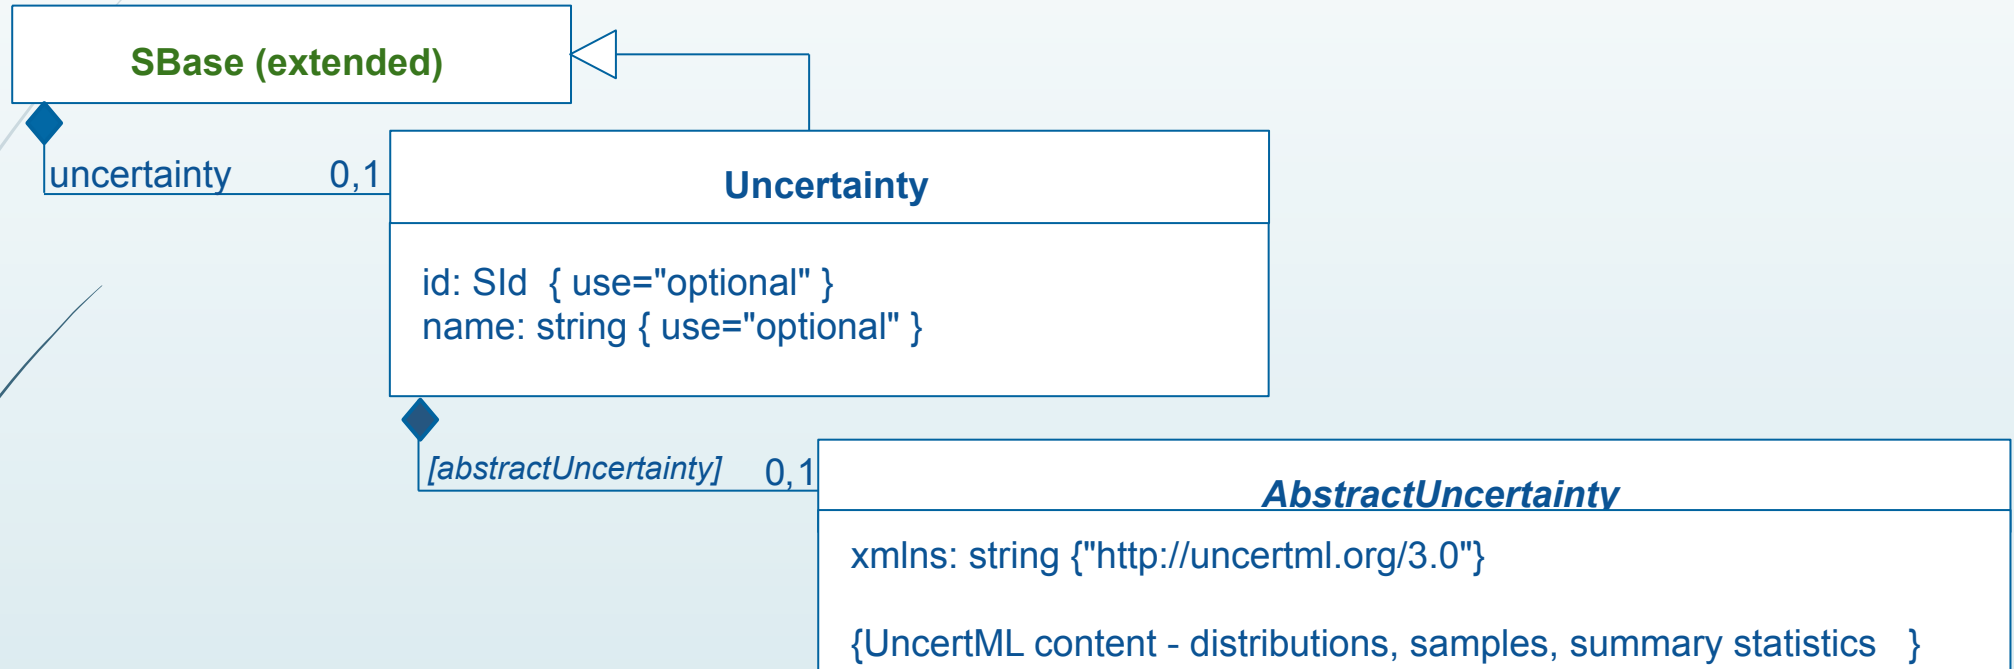 SBase (extended)
uncertainty 0,1
Uncertainty
id: SId { use="optional" }
name: string { use="optional" }
[abstractUncertainty] 0,1
AbstractUncertainty
xmlns: string {"http://uncertml.org/3.0"}
{UncertML content - distributions, samples, summary statistics }